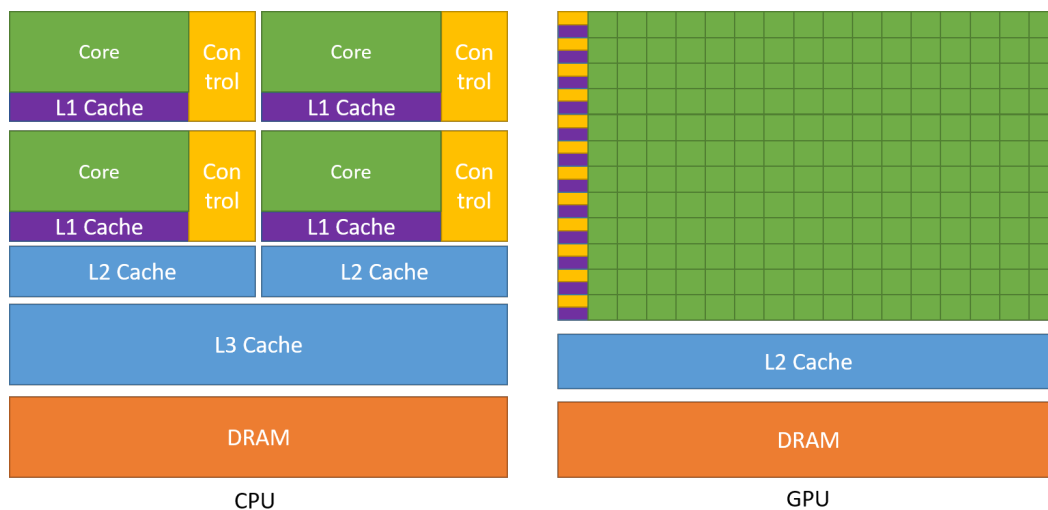 Core
Con
trol
Core
Con
trol
L1 Cache
L1 Cache
Core
Con
trol
Core
Con
trol
L1 Cache
L1 Cache
L2 Cache
L2 Cache
L3 Cache
DRAM
CPU
L2 Cache
DRAM
GPU